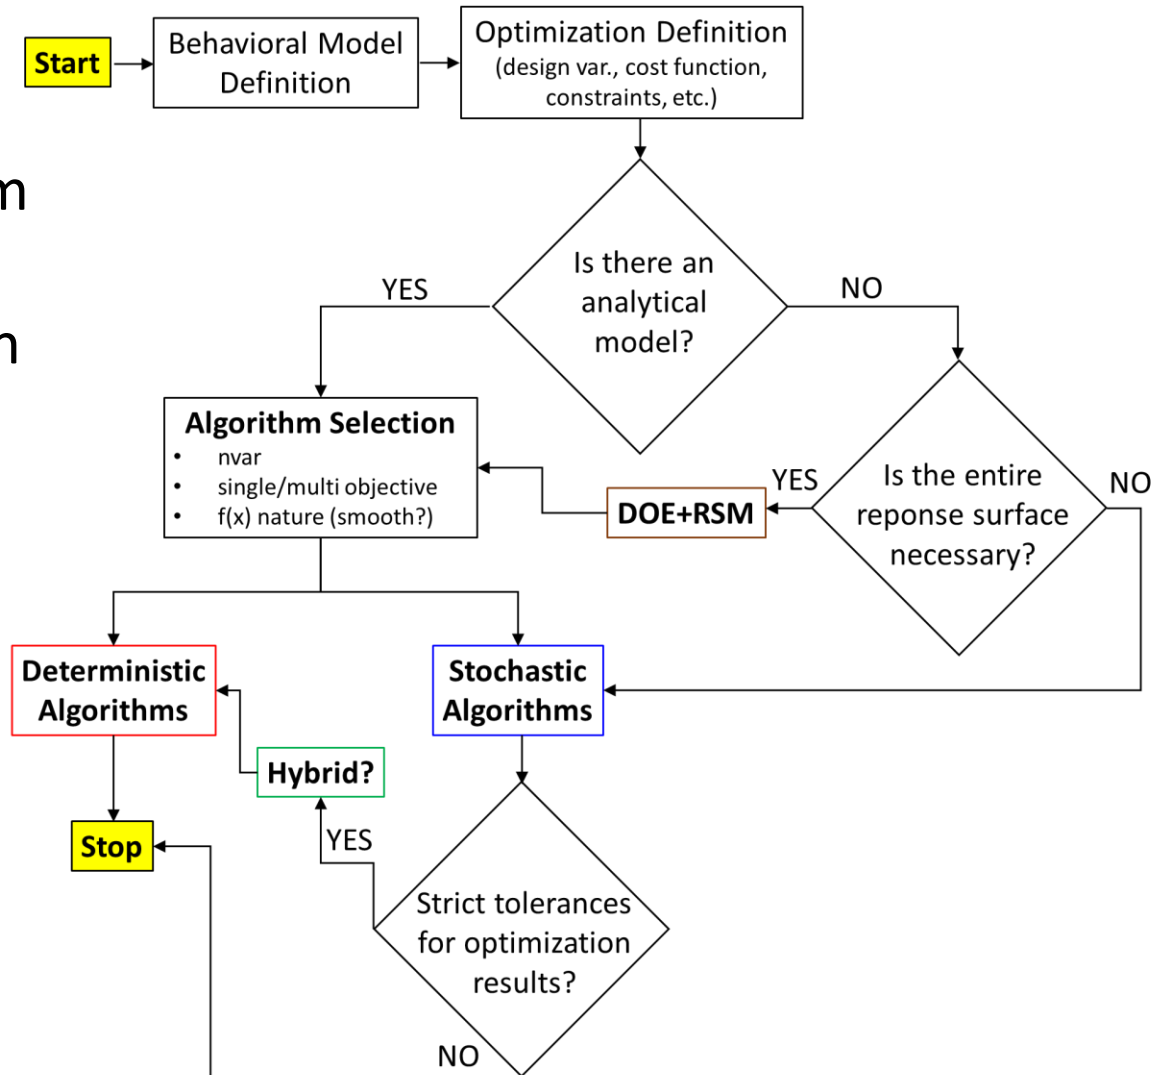 Start
Behavioral Model
Definition
Optimization Definition
(design var., cost function,
constraints, etc.)
m
n
Is there an
analytical
model?
YES
NO
Algorithm Selection
• nvar
• single/multi objective
• f(x) nature (smooth?)
DOE+RSM
YES
Is the entire
reponse surface
necessary?
NO
Deterministic
Algorithms
Stochastic
Algorithms
Hybrid?
Stop
YES
Strict tolerances
for optimization
results?
NO